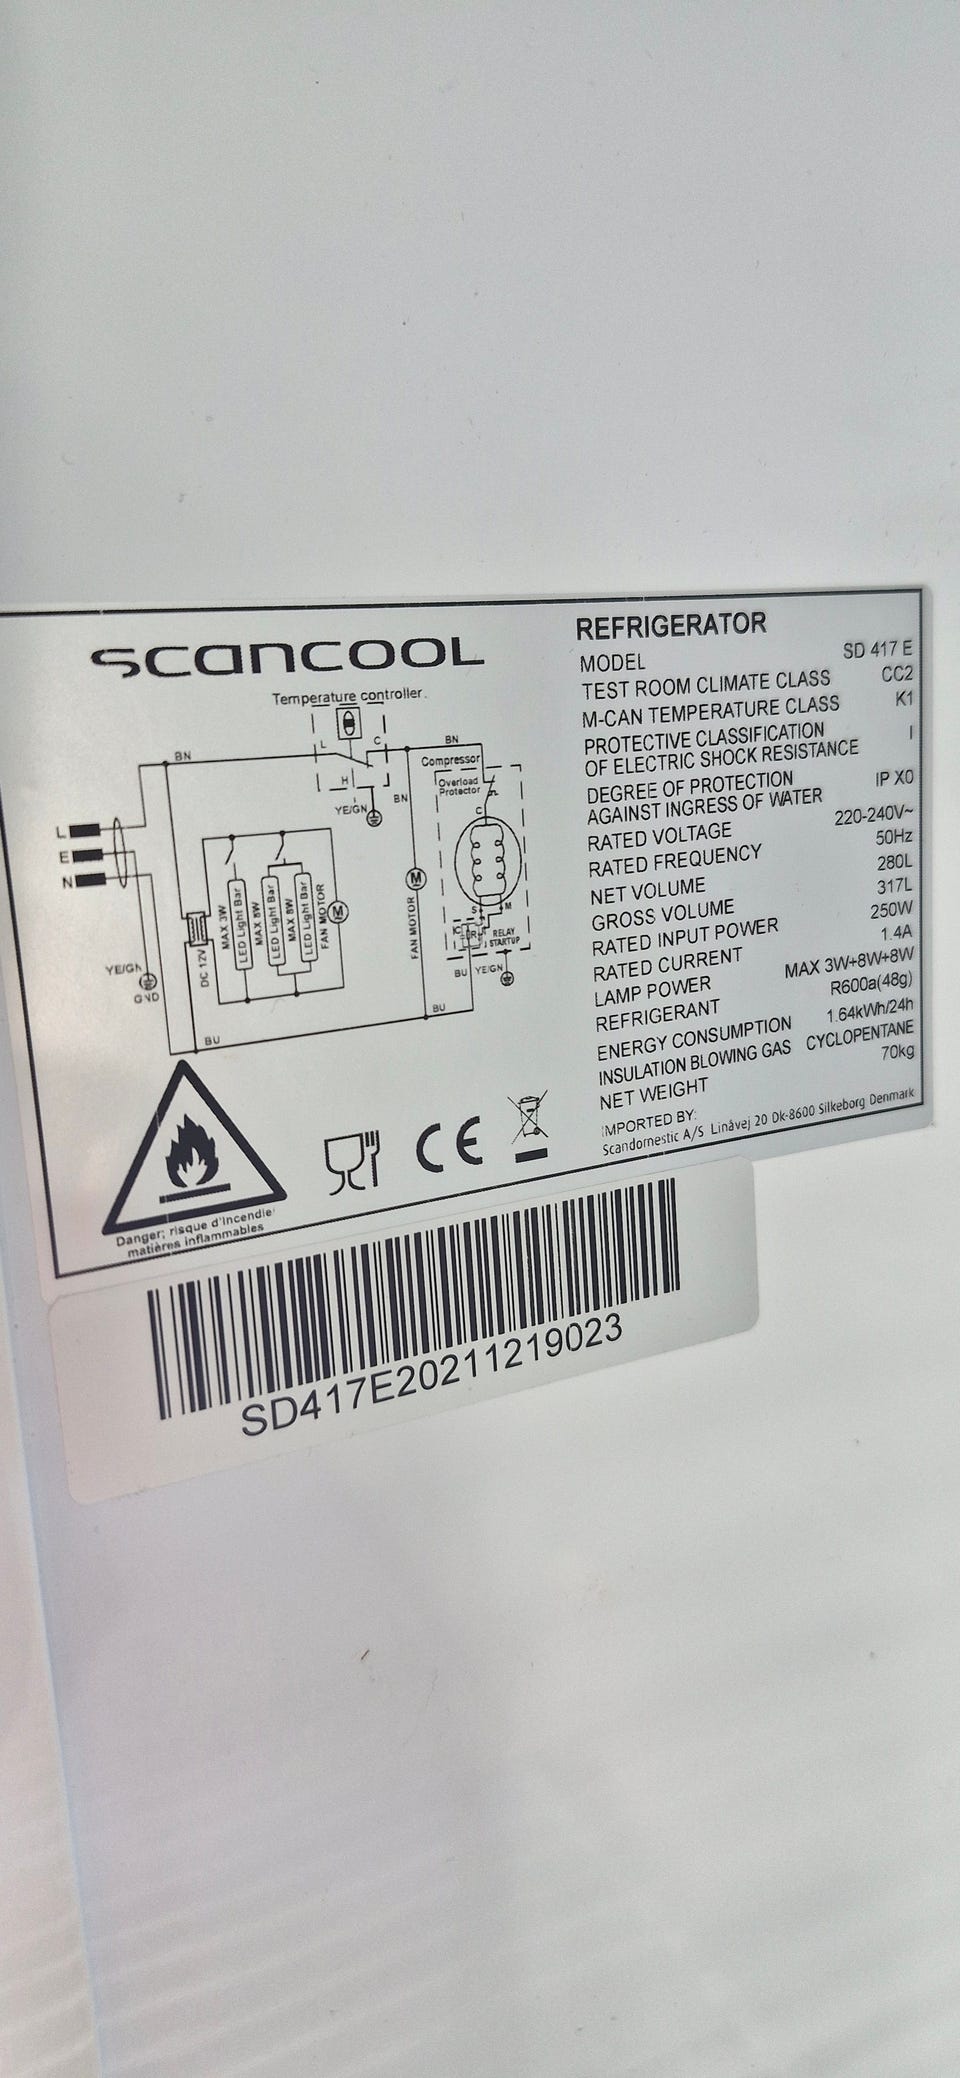 scancool
Temperature controller
L
C
H
BN
BN
BN
YE/GN
Compressor
Overload
Protector
C
S
M
RELAY
STARTUP
L
E
N
YE/GN
GND
DC 12V
MAX 3W
LED Light Bar
MAX 8W
LED Light Bar
MAX 8W
LED Light Bar
FAN MOTOR
M
FAN MOTOR
M
BU
YE/GN
BU
BU
Danger; risque d'incendie
matières inflammables
CE
REFRIGERATOR
MODEL SD 417 E
TEST ROOM CLIMATE CLASS CC2
M-CAN TEMPERATURE CLASS K1
PROTECTIVE CLASSIFICATION
OF ELECTRIC SHOCK RESISTANCE I
DEGREE OF PROTECTION
AGAINST INGRESS OF WATER IP X0
RATED VOLTAGE 220-240V~
RATED FREQUENCY 50Hz
NET VOLUME 280L
GROSS VOLUME 317L
RATED INPUT POWER 250W
RATED CURRENT 1.4A
LAMP POWER MAX 3W+8W+8W
REFRIGERANT R600a(48g)
ENERGY CONSUMPTION 1.64kWh/24h
INSULATION BLOWING GAS CYCLOPENTANE
NET WEIGHT 70kg
IMPORTED BY:
Scandomestic A/S Linåvej 20 Dk-8600 Silkeborg Denmark
SD417E20211219023